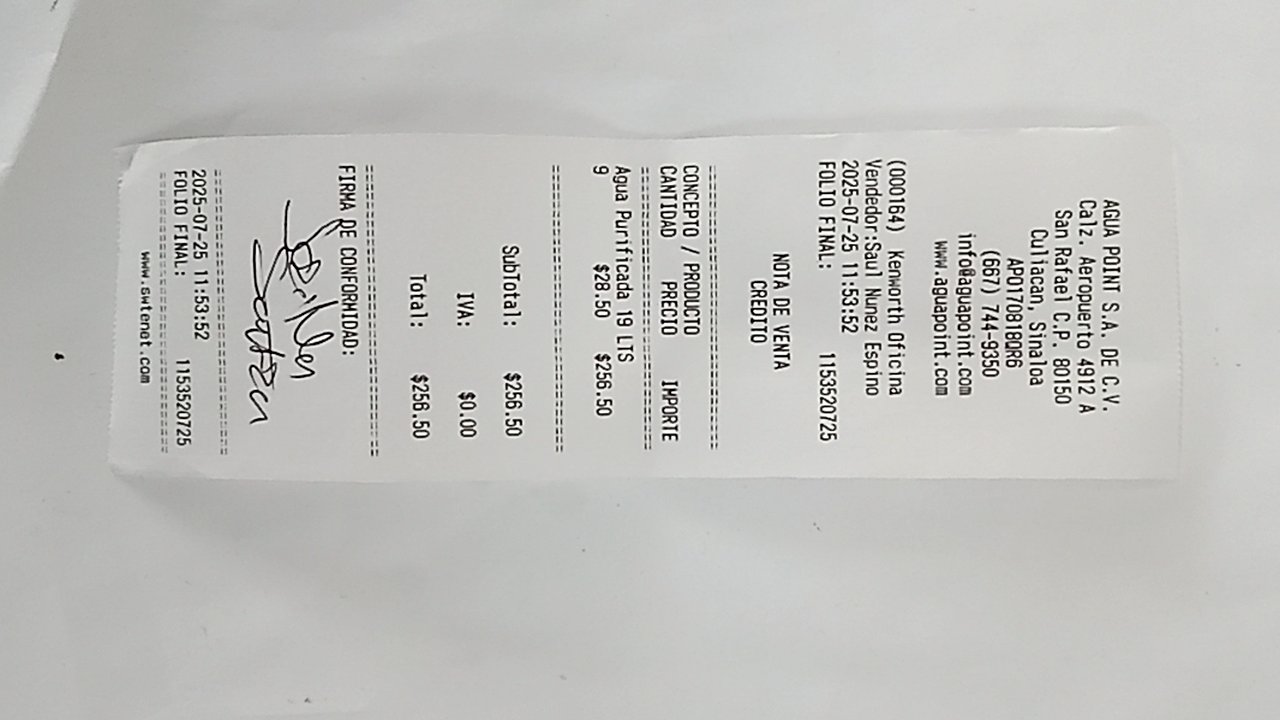 AGUA POINT S.A. DE C.V.
Calz. Aeropuerto 4912 A
San Rafael C.P. 80150
Culiacan, Sinaloa
APO170818QR6
(667) 744-9350
info@aguapoint.com
www.aguapoint.com
(000164) Kenworth Oficina
Vendedor:Saul Nunez Espino
2025-07-25 11:53:52
FOLIO FINAL: 1153520725
NOTA DE VENTA
CREDITO
CONCEPTO / PRODUCTO
CANTIDAD PRECIO IMPORTE
Agua Purificada 19 LTS
9 $28.50 $256.50
SubTotal: $256.50
IVA: $0.00
Total: $256.50
FIRMA DE CONFORMIDAD:
2025-07-25 11:53:52
FOLIO FINAL: 1153520725
www.swtenet.com